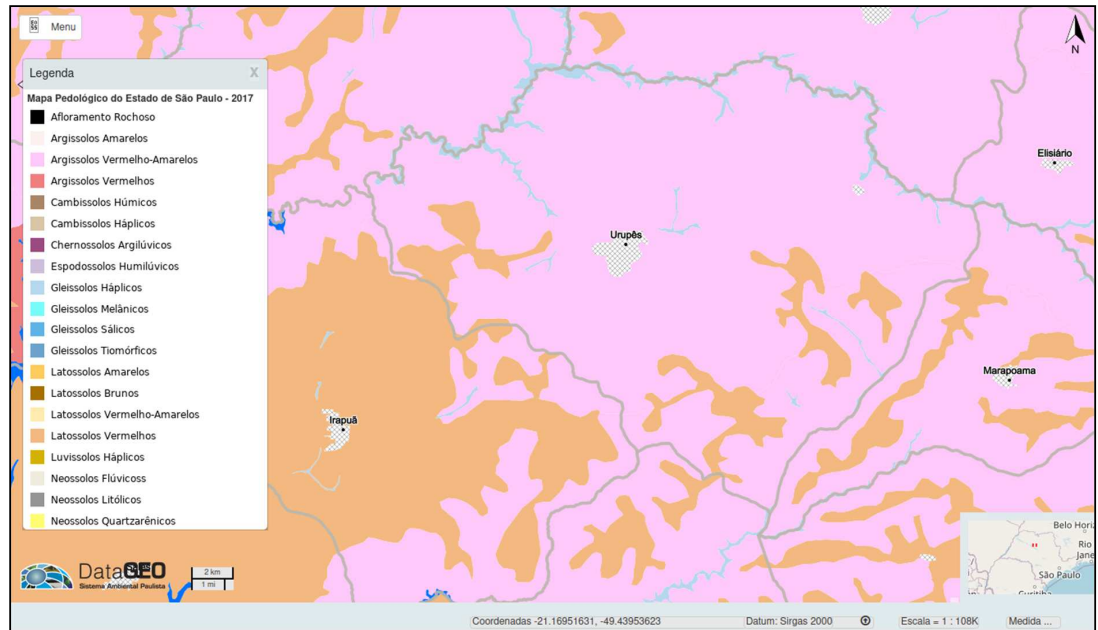 Menu
N
Legenda X
Mapa Pedológico do Estado de São Paulo - 2017
Afloramento Rochoso
Argissolos Amarelos
Argissolos Vermelho-Amarelos
Argissolos Vermelhos
Cambissolos Húmicos
Cambissolos Háplicos
Chernossolos Argilúvicos
Espodossolos Humilúvicos
Gleissolos Háplicos
Gleissolos Melânicos
Gleissolos Sálicos
Gleissolos Tiomórficos
Latossolos Amarelos
Latossolos Brunos
Latossolos Vermelho-Amarelos
Latossolos Vermelhos
Luvissolos Háplicos
Neossolos Flúvicoss
Neossolos Litólicos
Neossolos Quartzarênicos
Elisiário
Urupês
Marapoama
Irapuã
Belo Horiz
Rio
Jane
São Paulo
Curitiba
DataGEO
Sistema Ambiental Paulista
2 km
1 mi
Coordenadas -21.16951631, -49.43953623 Datum: Sirgas 2000 Escala = 1 : 108K Medida ...